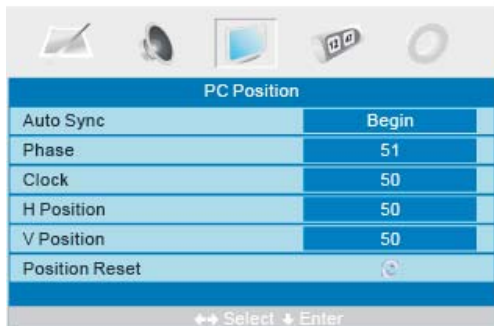 PC Position
Auto Sync Begin
Phase 51
Clock 50
H Position 50
V Position 50
Position Reset
Select Enter